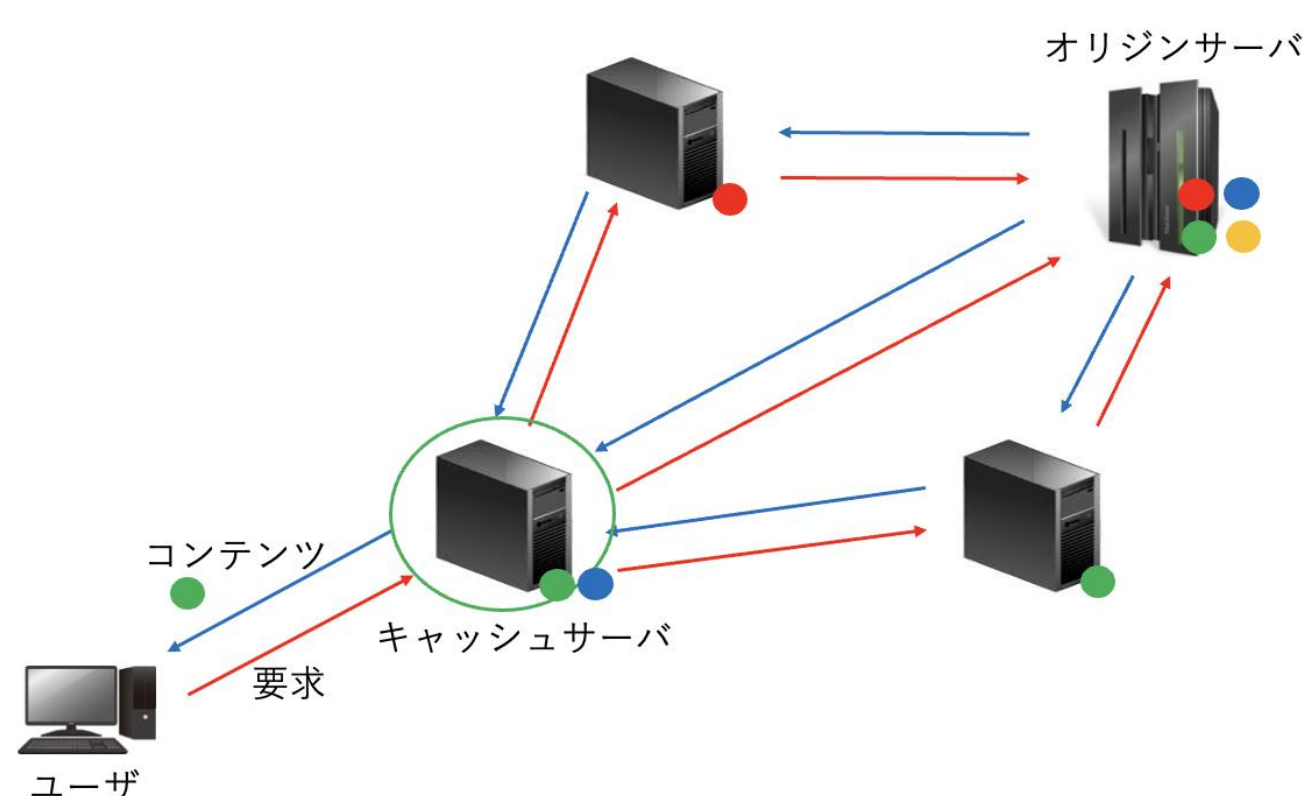 オリジンサーバ
コンテンツ
キャッシュサーバ
要求
ユーザ